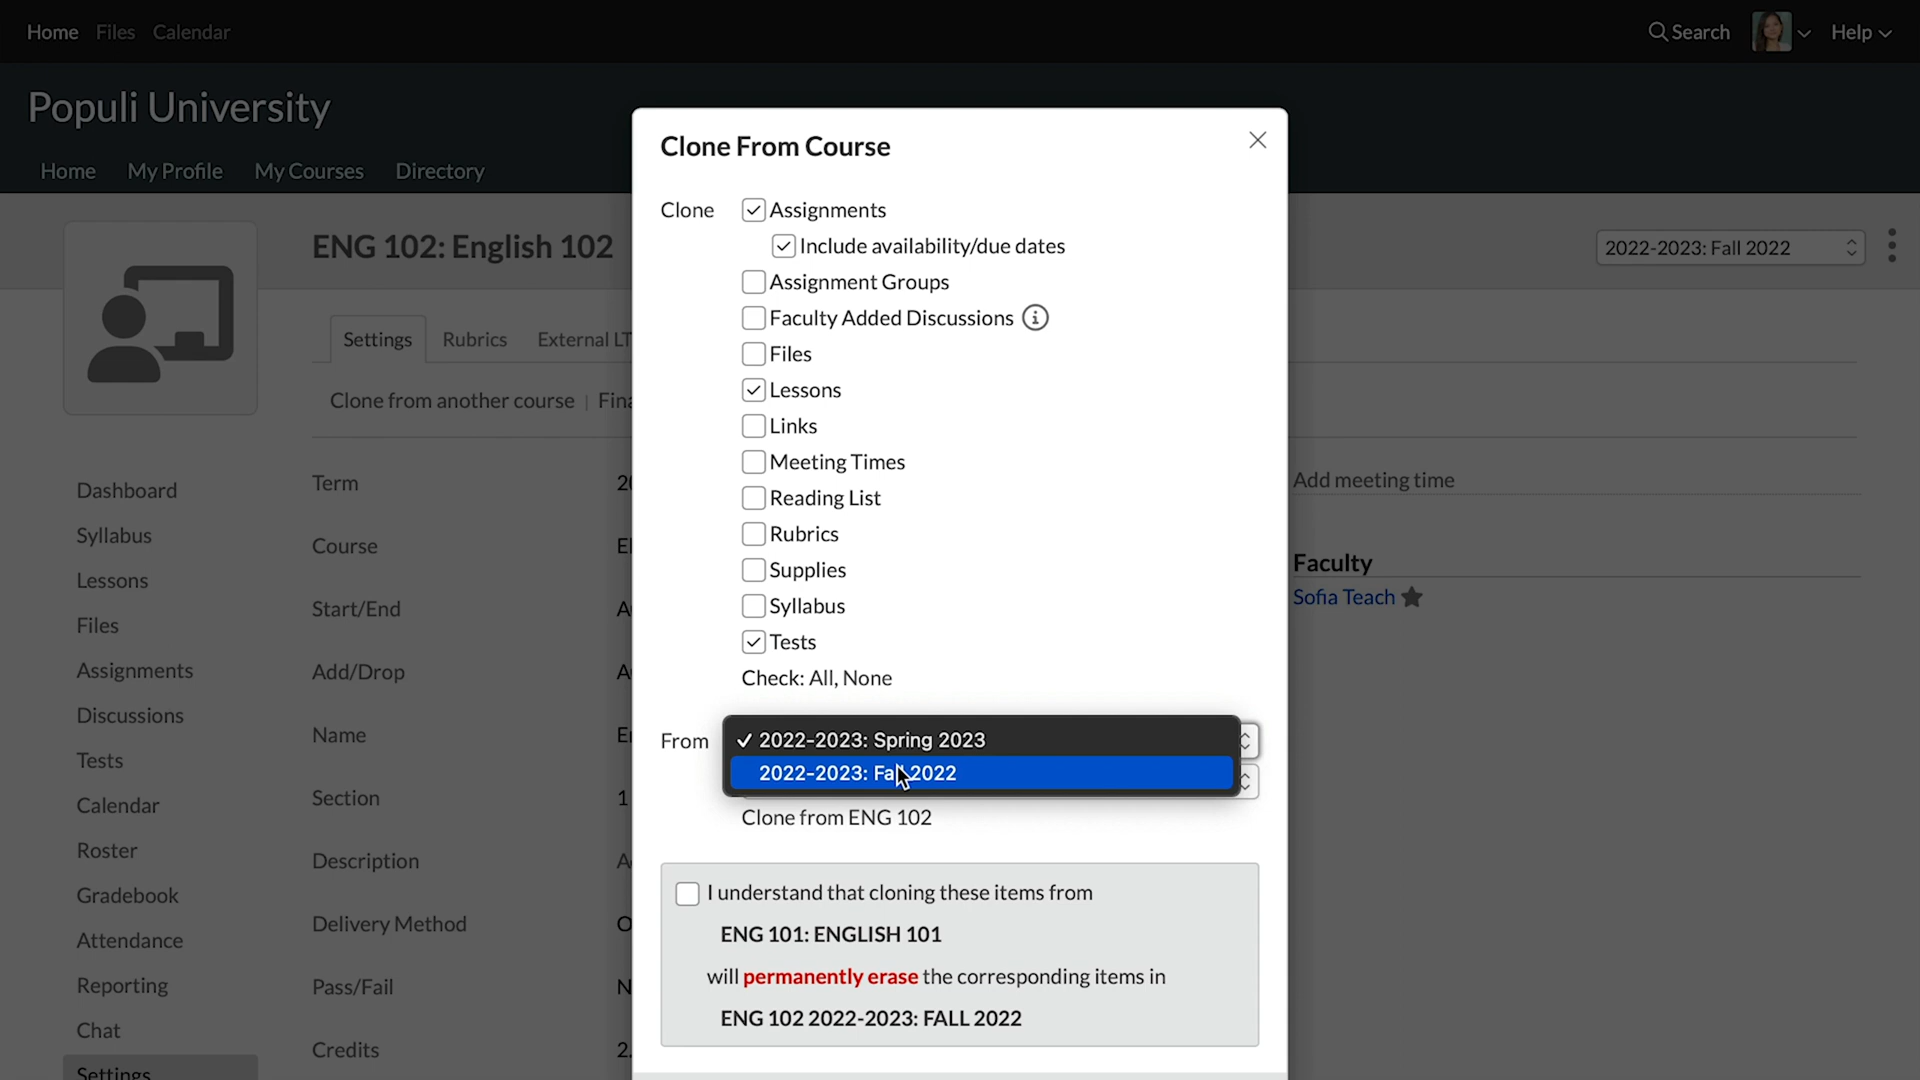 Home Files Calendar
Search
Help
Populi University
Home My Profile My Courses Directory
ENG 102: English 102
2022-2023: Fall 2022
Settings Rubrics External LT
Clone from another course | Fina
Dashboard
Syllabus
Lessons
Files
Assignments
Discussions
Tests
Calendar
Roster
Gradebook
Attendance
Reporting
Chat
Settings
Term
Course
Start/End
Add/Drop
Name
Section
1
Description
Delivery Method
Pass/Fail
Credits
2.
Clone From Course
Clone
Assignments
Include availability/due dates
Assignment Groups
Faculty Added Discussions
Files
Lessons
Links
Meeting Times
Reading List
Rubrics
Supplies
Syllabus
Tests
Check: All, None
From
2022-2023: Spring 2023
2022-2023: Fall 2022
Clone from ENG 102
I understand that cloning these items from
ENG 101: ENGLISH 101
will permanently erase the corresponding items in
ENG 102 2022-2023: FALL 2022
Add meeting time
Faculty
Sofia Teach